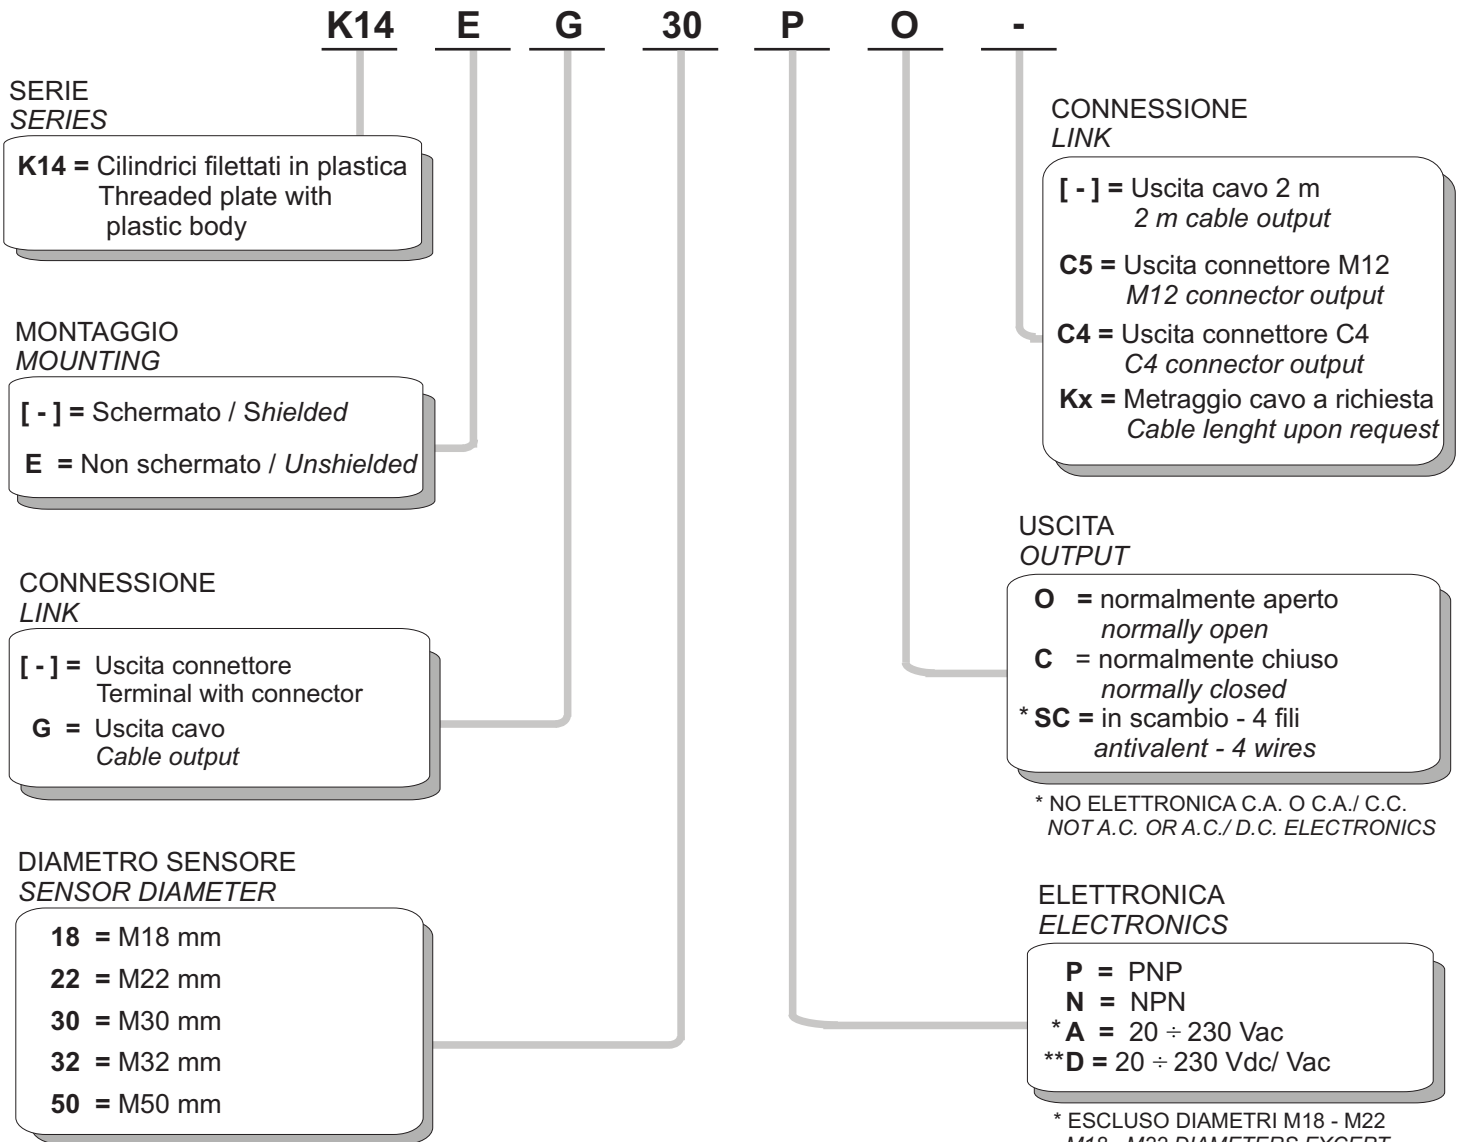 K14 E G 30 P O -
SERIE
SERIES
K14 = Cilindrici filettati in plastica
Threaded plate with
plastic body
MONTAGGIO
MOUNTING
[ - ] = Schermato / Shielded
E = Non schermato / Unshielded
CONNESSIONE
LINK
[ - ] = Uscita connettore
Terminal with connector
G = Uscita cavo
Cable output
DIAMETRO SENSORE
SENSOR DIAMETER
18 = M18 mm
22 = M22 mm
30 = M30 mm
32 = M32 mm
50 = M50 mm
CONNESSIONE
LINK
[ - ] = Uscita cavo 2 m
2 m cable output
C5 = Uscita connettore M12
M12 connector output
C4 = Uscita connettore C4
C4 connector output
Kx = Metraggio cavo a richiesta
Cable lenght upon request
USCITA
OUTPUT
O = normalmente aperto
normally open
C = normalmente chiuso
normally closed
* SC = in scambio - 4 fili
antivalent - 4 wires
* NO ELETTRONICA C.A. O C.A./ C.C.
NOT A.C. OR A.C./ D.C. ELECTRONICS
ELETTRONICA
ELECTRONICS
P = PNP
N = NPN
* A = 20 ÷ 230 Vac
** D = 20 ÷ 230 Vdc/ Vac
* ESCLUSO DIAMETRI M18 - M22
M18 - M22 DIAMETERS EXCEPT